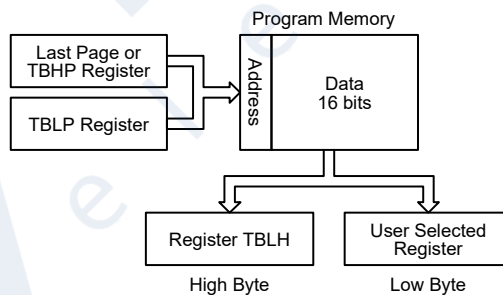 Program Memory
Last Page or
TBHP Register
TBLP Register
Address
Data
16 bits
Register TBLH
User Selected
Register
High Byte
Low Byte